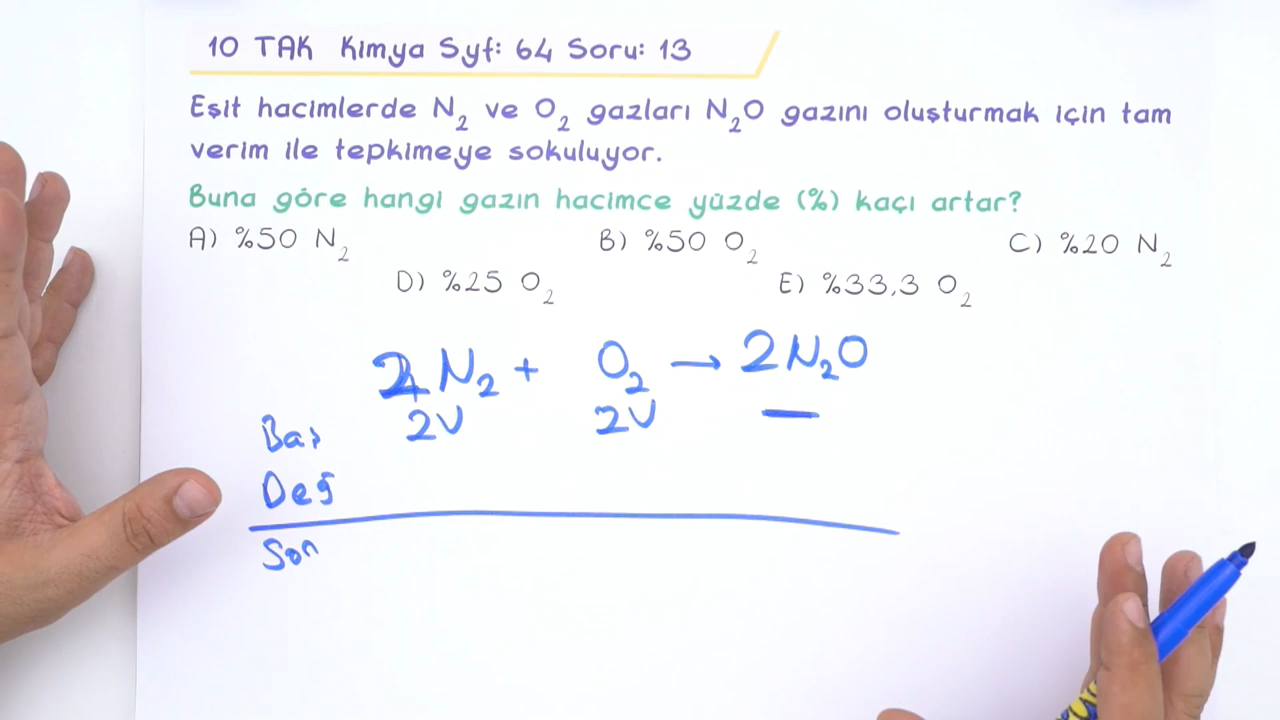 10 TAK Kimya Syf: 64 Soru: 13
Eşit hacimlerde N₂ ve O₂ gazları N₂O gazını oluşturmak için tam
verim ile tepkimeye sokuluyor.
Buna göre hangi gazın hacimce yüzde (%) kaçı artar?
A) %50 N₂ B) %50 O₂ C) %20 N₂
D) %25 O₂ E) %33,3 O₂
2N₂ + O₂ → 2N₂O
2V 2V —
Baş
Değ
Son